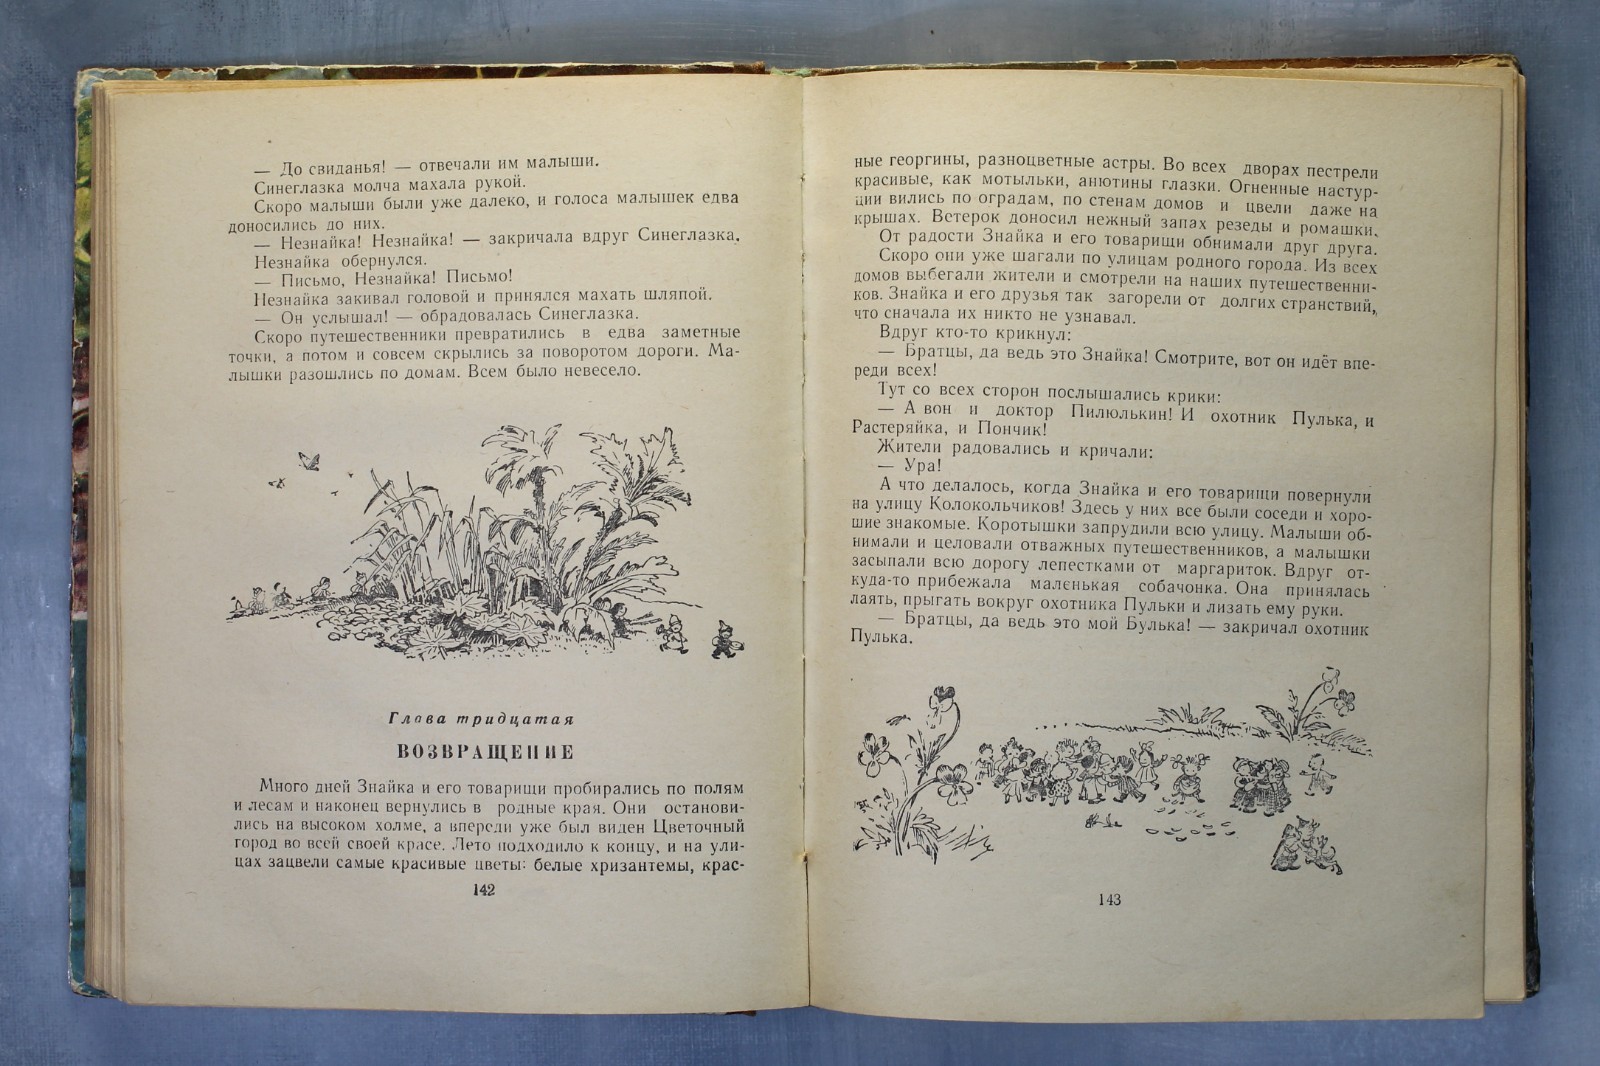 — До свиданья! — отвечали им малыши.
Синеглазка молча махала рукой.
Скоро малыши были уже далеко, и голоса малышек едва
доносились до них.
— Незнайка! Незнайка! — закричала вдруг Синеглазка.
Незнайка обернулся.
— Письмо, Незнайка! Письмо!
Незнайка закивал головой и принялся махать шляпой.
— Он услышал! — обрадовалась Синеглазка.
Скоро путешественники превратились в едва заметные
точки, а потом и совсем скрылись за поворотом дороги. Ма-
лышки разошлись по домам. Всем было невесело.
Глава тридцатая
ВОЗВРАЩЕНИЕ
Много дней Знайка и его товарищи пробирались по полям
и лесам и наконец вернулись в родные края. Они останови-
лись на высоком холме, а впереди уже был виден Цветочный
город во всей своей красе. Лето подходило к концу, и на ули-
цах зацвели самые красивые цветы: белые хризантемы, крас-
142
ные георгины, разноцветные астры. Во всех дворах пестрели
красивые, как мотыльки, анютины глазки. Огненные настур-
ции вились по оградам, по стенам домов и цвели даже на
крышах. Ветерок доносил нежный запах резеды и ромашки.
От радости Знайка и его товарищи обнимали друг друга.
Скоро они уже шагали по улицам родного города. Из всех
домов выбегали жители и смотрели на наших путешественни-
ков. Знайка и его друзья так загорели от долгих странствий,
что сначала их никто не узнавал.
Вдруг кто-то крикнул:
— Братцы, да ведь это Знайка! Смотрите, вот он идёт впе-
реди всех!
Тут со всех сторон послышались крики:
— А вон и доктор Пилюлькин! И охотник Пулька, и
Растеряйка, и Пончик!
Жители радовались и кричали:
— Ура!
А что делалось, когда Знайка и его товарищи повернули
на улицу Колокольчиков! Здесь у них все были соседи и хоро-
шие знакомые. Коротышки запрудили всю улицу. Малыши об-
нимали и целовали отважных путешественников, а малышки
засыпали всю дорогу лепестками от маргариток. Вдруг от-
куда-то прибежала маленькая собачонка. Она принялась
лаять, прыгать вокруг охотника Пульки и лизать ему руки.
— Братцы, да ведь это мой Булька! — закричал охотник
Пулька.
143